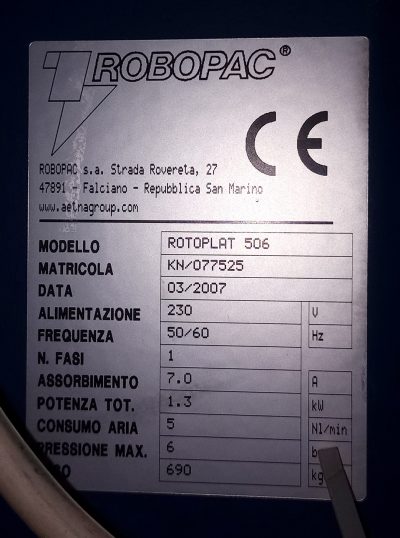 ROBOPAC®
CE
ROBOPAC s.a. Strada Rovereta, 27
47891 - Falciano - Repubblica San Marino
www.aetnagroup.com
MODELLO ROTOPLAT 506
MATRICOLA KN/077525
DATA 03/2007
ALIMENTAZIONE 230 V
FREQUENZA 50/60 Hz
N. FASI 1
ASSORBIMENTO 7.0 A
POTENZA TOT. 1.3 kW
CONSUMO ARIA 5 Nl/min
PRESSIONE MAX. 6
690 kg